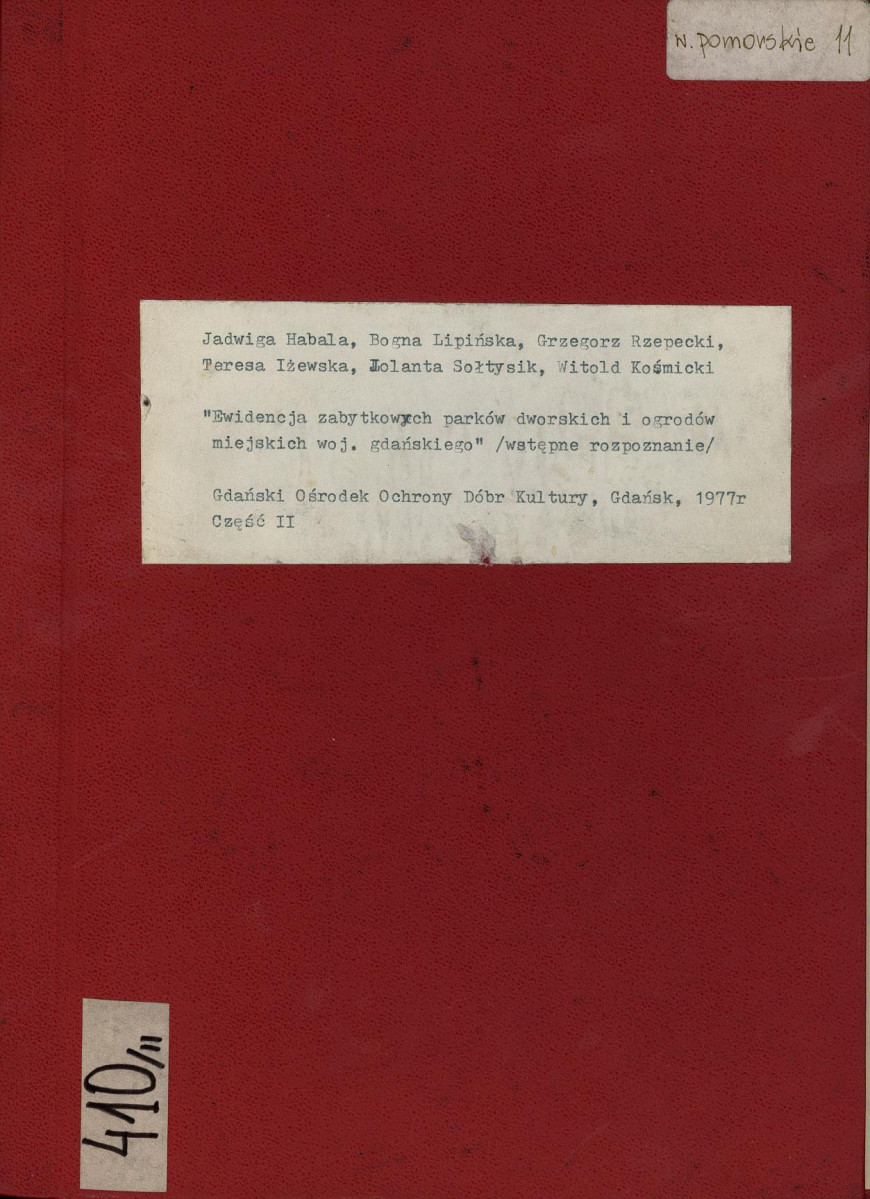 w. pomorskie 11
Jadwiga Habala, Bogna Lipińska, Grzegorz Rzepecki,
Teresa Iżewska, Iolanta Sołtysik, Witold Kośmicki
"Ewidencja zabytkowych parków dworskich i ogrodów
miejskich woj. gdańskiego" /wstępne rozpoznanie/
Gdański Ośrodek Ochrony Dóbr Kultury, Gdańsk, 1977r
Część II
410/II